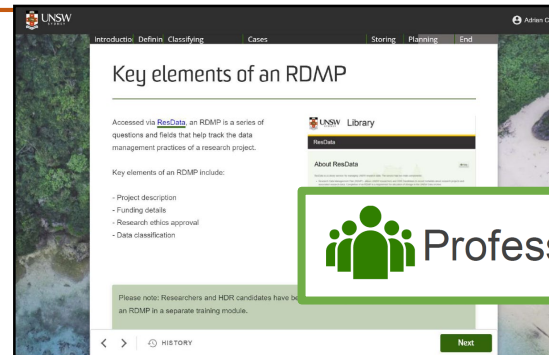 UNSW
SYDNEY
Adrien C
Introductio Definin Classifying Cases Storing Planning End
Key elements of an RDMP
Accessed via ResData, an RDMP is a series of
questions and fields that help track the data
management practices of a research project.
Key elements of an RDMP include:
- Project description
- Funding details
- Research ethics approval
- Data classification
UNSW Library
ResData
About ResData
Profess
Please note: Researchers and HDR candidates have be
an RDMP in a separate training module.
HISTORY
Next